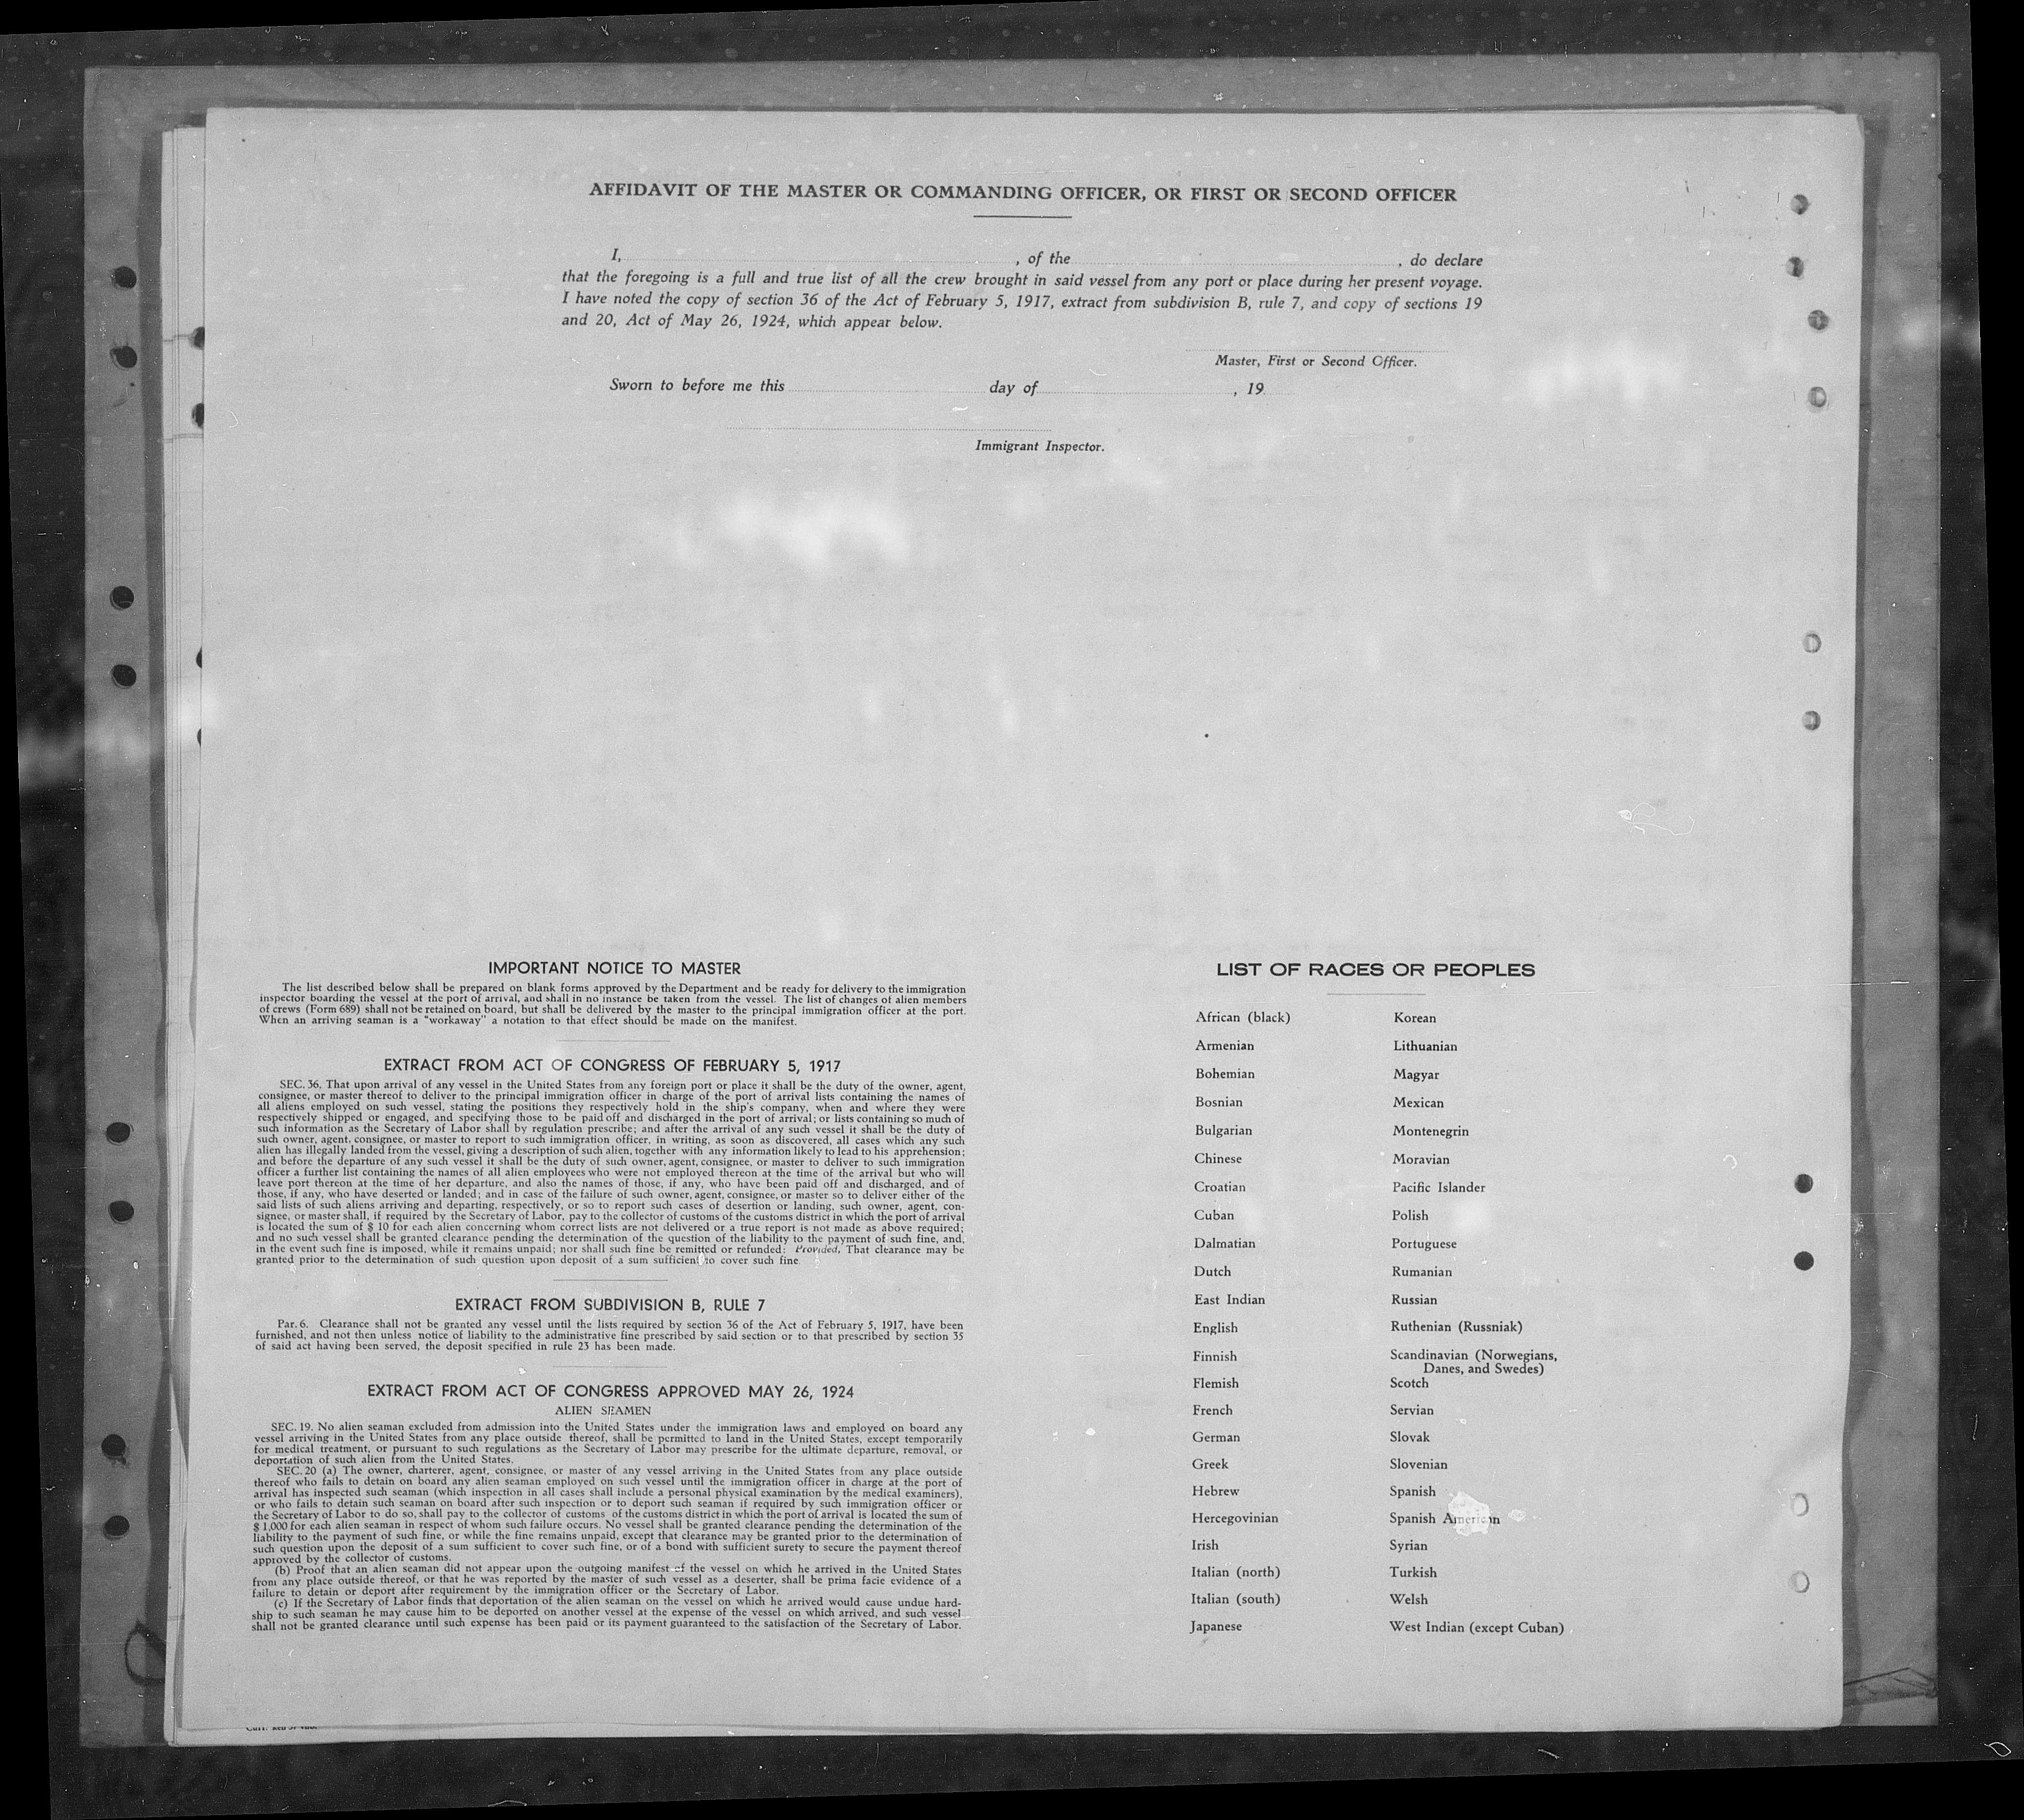 AFFIDAVIT OF THE MASTER OR COMMANDING OFFICER, OR FIRST OR SECOND OFFICER
I, , of the , do declare
that the foregoing is a full and true list of all the crew brought in said vessel from any port or place during her present voyage.
I have noted the copy of section 36 of the Act of February 5, 1917, extract from subdivision B, rule 7, and copy of sections 19
and 20, Act of May 26, 1924, which appear below.
Master, First or Second Officer.
Sworn to before me this day of , 19
Immigrant Inspector.
IMPORTANT NOTICE TO MASTER
The list described below shall be prepared on blank forms approved by the Department and be ready for delivery to the immigration
inspector boarding the vessel at the port of arrival, and shall in no instance be taken from the vessel. The list of changes of alien members
of crews (Form 689) shall not be retained on board, but shall be delivered by the master to the principal immigration officer at the port.
When an arriving seaman is a "workaway" a notation to that effect should be made on the manifest.
EXTRACT FROM ACT OF CONGRESS OF FEBRUARY 5, 1917
SEC. 36. That upon arrival of any vessel in the United States from any foreign port or place it shall be the duty of the owner, agent,
consignee, or master thereof to deliver to the principal immigration officer in charge of the port of arrival lists containing the names of
all aliens employed on such vessel, stating the positions they respectively hold in the ship's company, when and where they were
respectively shipped or engaged, and specifying those to be paid off and discharged in the port of arrival; or lists containing so much of
such information as the Secretary of Labor shall by regulation prescribe; and after the arrival of any such vessel it shall be the duty of
such owner, agent, consignee, or master to report to such immigration officer, in writing, as soon as discovered, all cases which any such
alien has illegally landed from the vessel, giving a description of such alien, together with any information likely to lead to his apprehension;
and before the departure of any such vessel it shall be the duty of such owner, agent, consignee, or master to deliver to such immigration
officer a further list containing the names of all alien employees who were not employed thereon at the time of the arrival but who will
leave port thereon at the time of her departure, and also the names of those, if any, who have been paid off and discharged, and of
those, if any, who have deserted or landed; and in case of the failure of such owner, agent, consignee, or master so to deliver either of the
said lists of such aliens arriving and departing, respectively, or so to report such cases of desertion or landing, such owner, agent, con-
signee, or master shall, if required by the Secretary of Labor, pay to the collector of customs of the customs district in which the port of arrival
is located the sum of $ 10 for each alien concerning whom correct lists are not delivered or a true report is not made as above required;
and no such vessel shall be granted clearance pending the determination of the question of the liability to the payment of such fine, and,
in the event such fine is imposed, while it remains unpaid; nor shall such fine be remitted or refunded: Provided, That clearance may be
granted prior to the determination of such question upon deposit of a sum sufficient to cover such fine
EXTRACT FROM SUBDIVISION B, RULE 7
Par. 6. Clearance shall not be granted any vessel until the lists required by section 36 of the Act of February 5, 1917, have been
furnished, and not then unless notice of liability to the administrative fine prescribed by said section or to that prescribed by section 35
of said act having been served, the deposit specified in rule 23 has been made.
EXTRACT FROM ACT OF CONGRESS APPROVED MAY 26, 1924
ALIEN SEAMEN
SEC. 19. No alien seaman excluded from admission into the United States under the immigration laws and employed on board any
vessel arriving in the United States from any place outside thereof, shall be permitted to land in the United States, except temporarily
for medical treatment, or pursuant to such regulations as the Secretary of Labor may prescribe for the ultimate departure, removal, or
deportation of such alien from the United States.
SEC. 20 (a) The owner, charterer, agent, consignee, or master of any vessel arriving in the United States from any place outside
thereof who fails to detain on board any alien seaman employed on such vessel until the immigration officer in charge at the port of
arrival has inspected such seaman (which inspection in all cases shall include a personal physical examination by the medical examiners),
or who fails to detain such seaman on board after such inspection or to deport such seaman if required by such immigration officer or
the Secretary of Labor to do so, shall pay to the collector of customs of the customs district in which the port of arrival is located the sum of
$ 1,000 for each alien seaman in respect of whom such failure occurs. No vessel shall be granted clearance pending the determination of the
liability to the payment of such fine, or while the fine remains unpaid, except that clearance may be granted prior to the determination of
such question upon the deposit of a sum sufficient to cover such fine, or of a bond with sufficient surety to secure the payment thereof
approved by the collector of customs.
(b) Proof that an alien seaman did not appear upon the outgoing manifest of the vessel on which he arrived in the United States
from any place outside thereof, or that he was reported by the master of such vessel as a deserter, shall be prima facie evidence of a
failure to detain or deport after requirement by the immigration officer or the Secretary of Labor.
(c) If the Secretary of Labor finds that deportation of the alien seaman on the vessel on which he arrived would cause undue hard-
ship to such seaman he may cause him to be deported on another vessel at the expense of the vessel on which arrived, and such vessel
shall not be granted clearance until such expense has been paid or its payment guaranteed to the satisfaction of the Secretary of Labor.
LIST OF RACES OR PEOPLES
African (black)
Armenian
Bohemian
Bosnian
Bulgarian
Chinese
Croatian
Cuban
Dalmatian
Dutch
East Indian
English
Finnish
Flemish
French
German
Greek
Hebrew
Hercegovinian
Irish
Italian (north)
Italian (south)
Japanese
Korean
Lithuanian
Magyar
Mexican
Montenegrin
Moravian
Pacific Islander
Polish
Portuguese
Rumanian
Russian
Ruthenian (Russniak)
Scandinavian (Norwegians,
Danes, and Swedes)
Scotch
Servian
Slovak
Slovenian
Spanish
Spanish American
Syrian
Turkish
Welsh
West Indian (except Cuban)